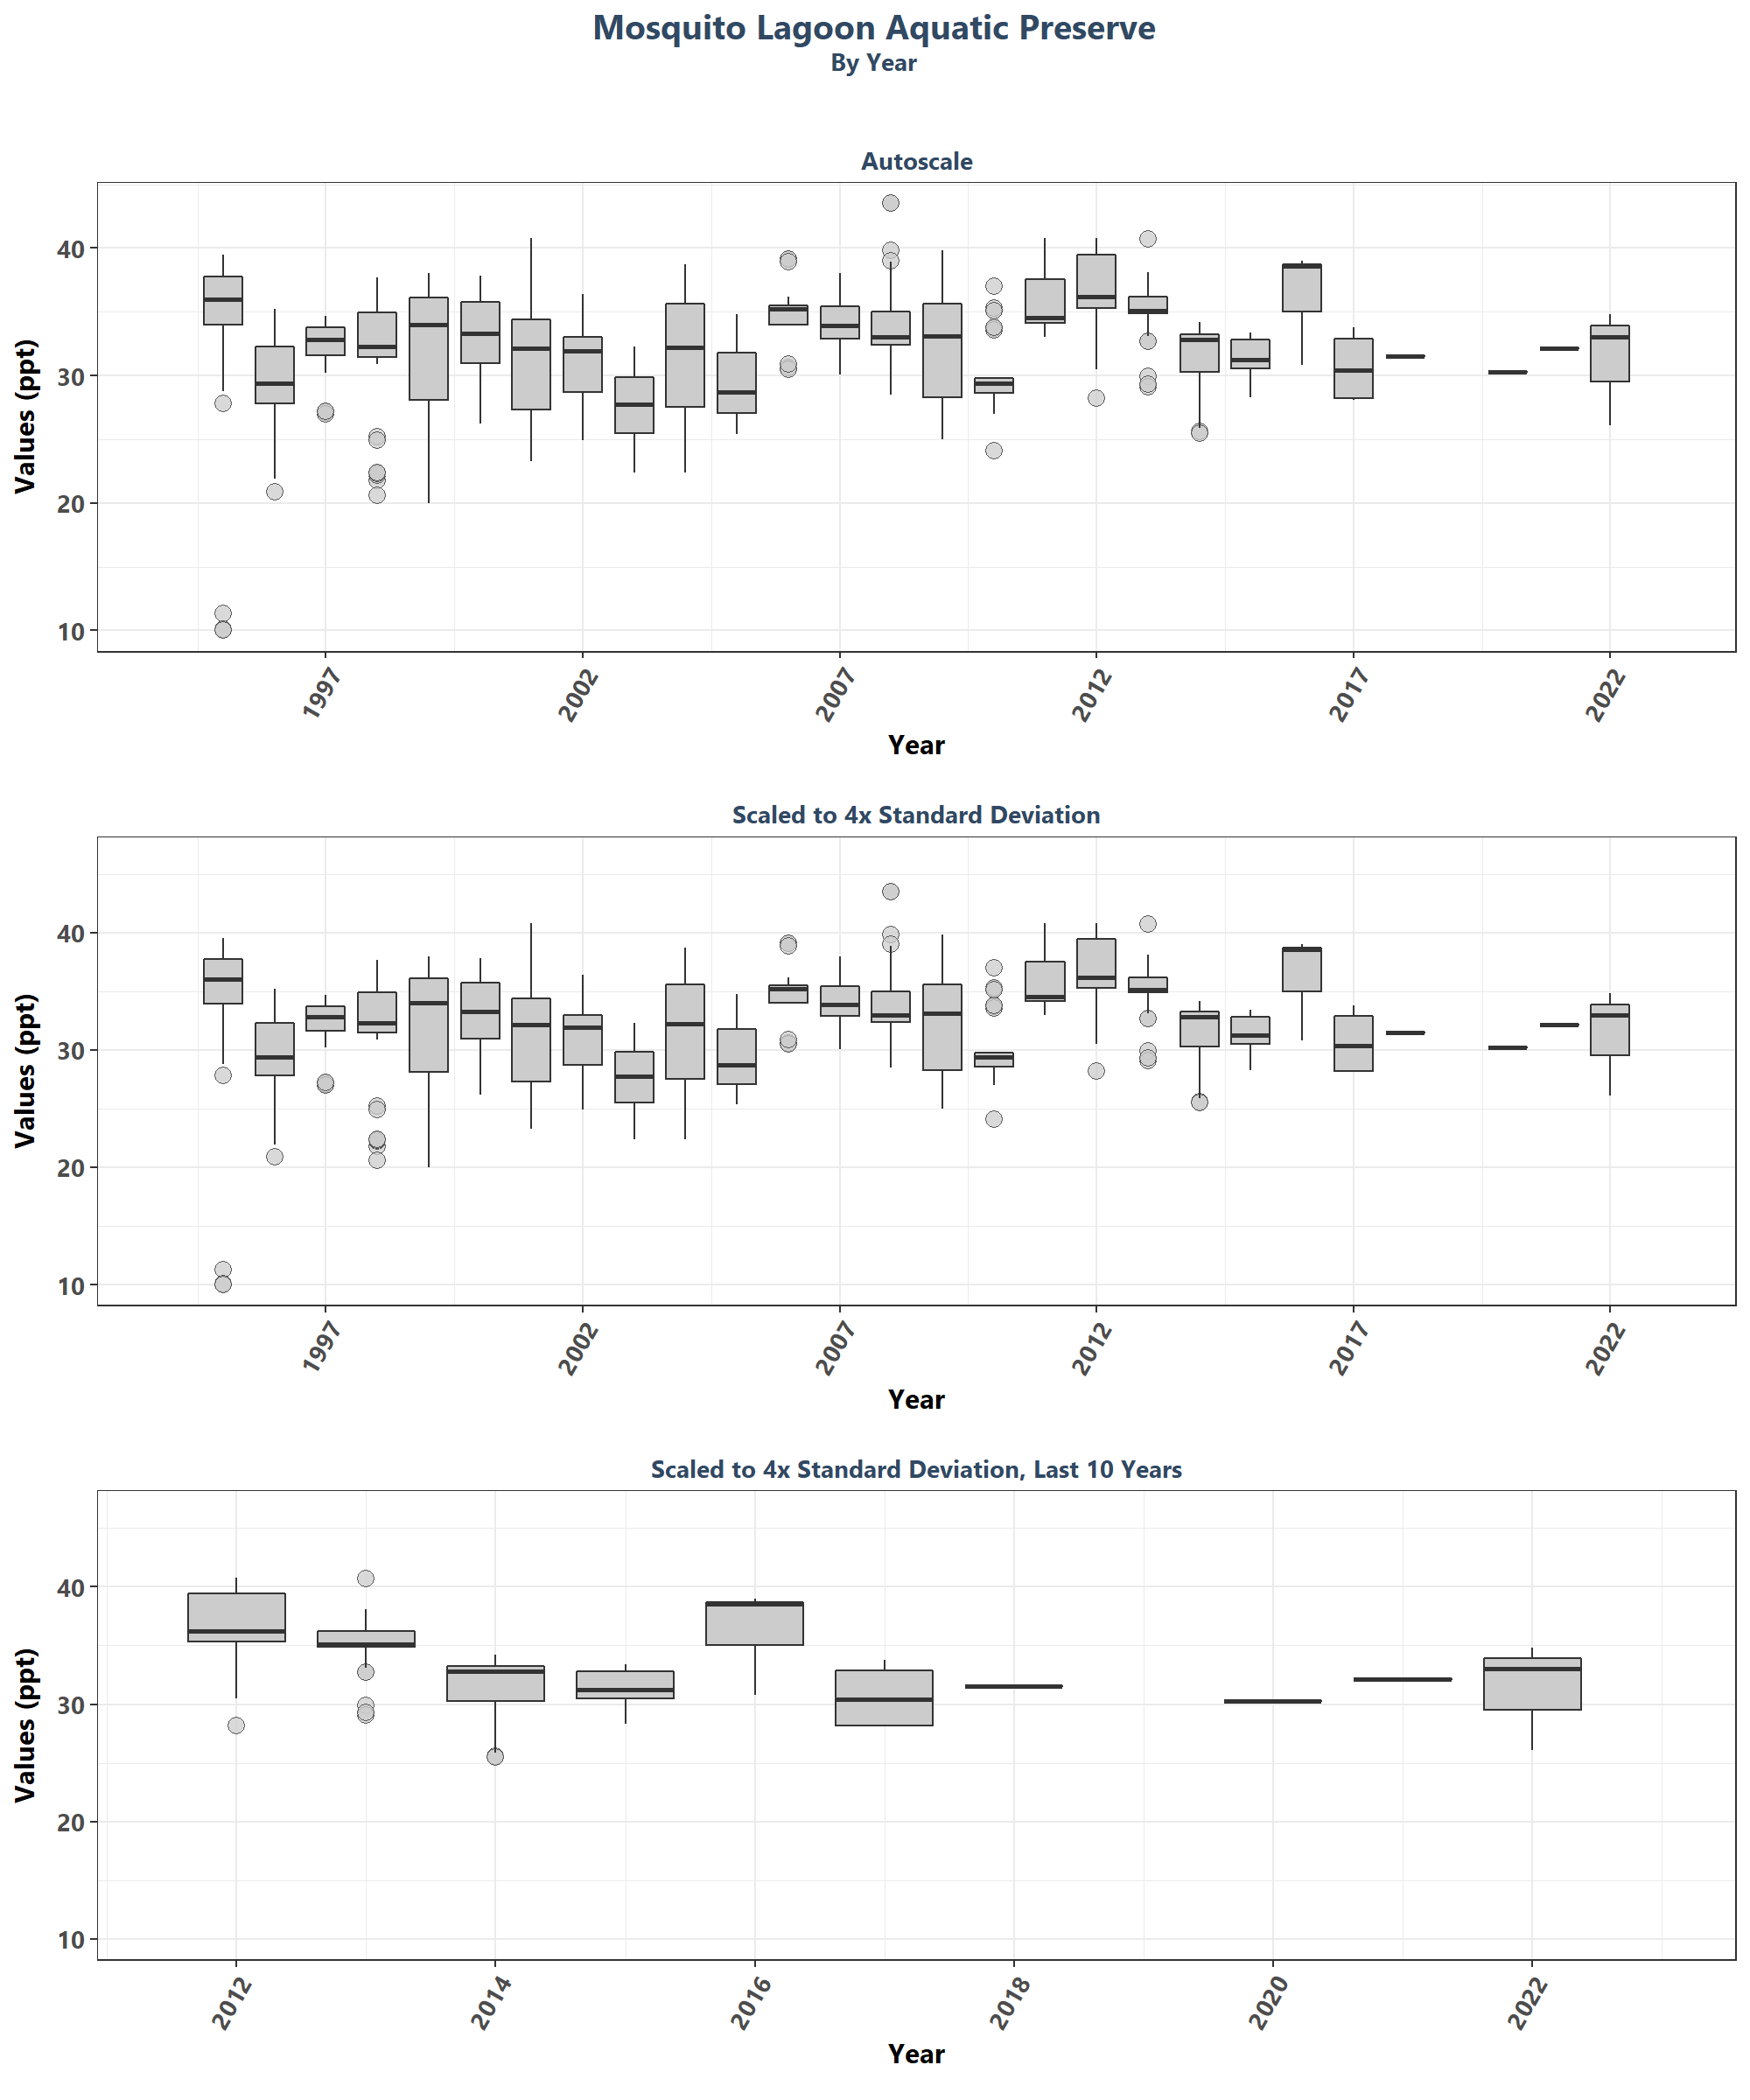 Mosquito Lagoon Aquatic Preserve
By Year
Autoscale
Values (ppt)
40
30
20
10
1997
2002
2007
2012
2017
2022
Year
Scaled to 4x Standard Deviation
Values (ppt)
40
30
20
10
1997
2002
2007
2012
2017
2022
Year
Scaled to 4x Standard Deviation, Last 10 Years
Values (ppt)
40
30
20
10
2012
2014
2016
2018
2020
2022
Year